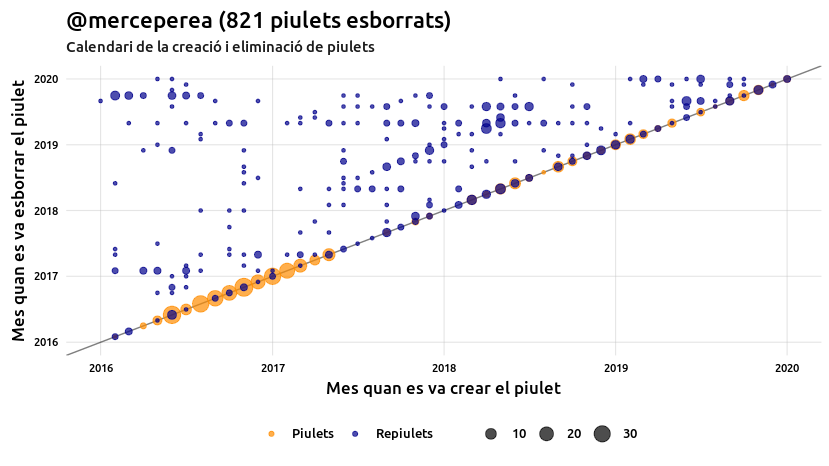 @merceperea (821 piulets esborrats)
Calendari de la creació i eliminació de piulets
Mes quan es va esborrar el piulet
2020
2019
2018
2017
2016
2016 2017 2018 2019 2020
Mes quan es va crear el piulet
Piulets Repiulets 10 20 30